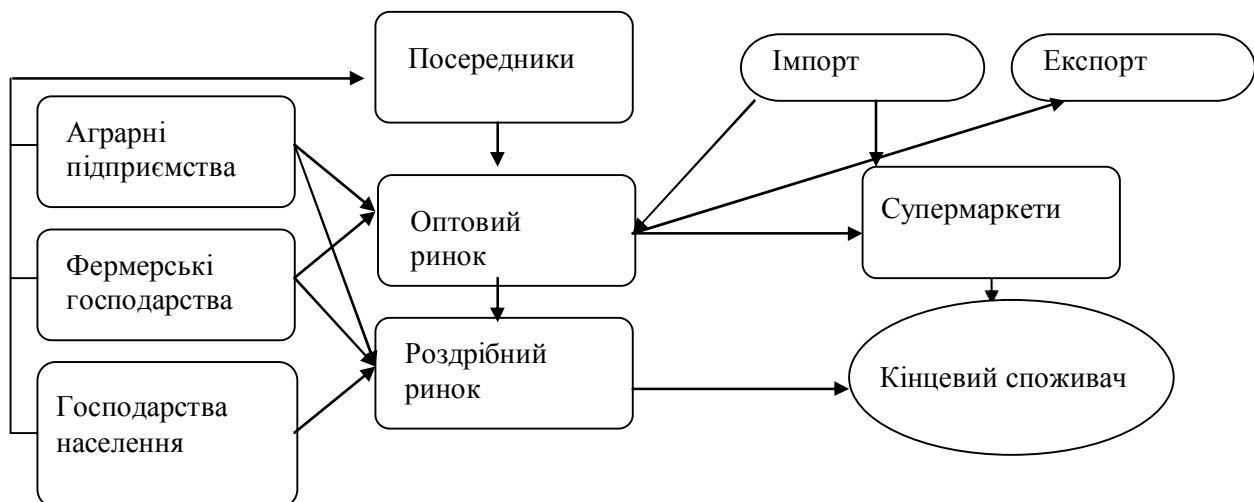 Посередники
Імпорт
Експорт
Аграрні
підприємства
Оптовий
ринок
Супермаркети
Фермерські
господарства
Роздрібний
ринок
Кінцевий споживач
Господарства
населення